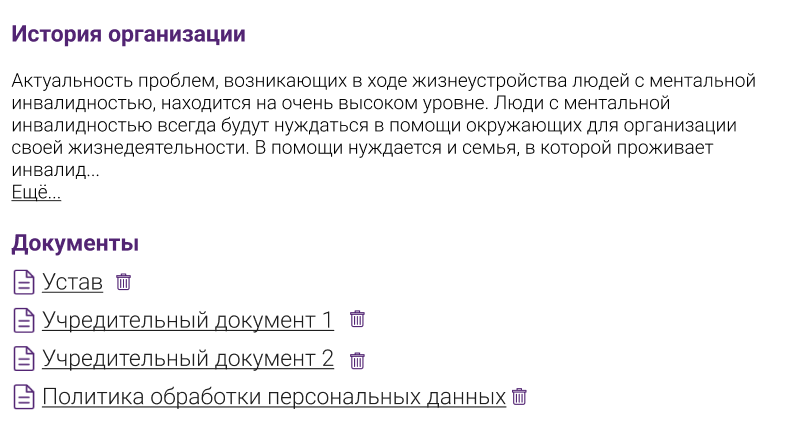 История организации
Актуальность проблем, возникающих в ходе жизнеустройства людей с ментальной
инвалидностью, находится на очень высоком уровне. Люди с ментальной
инвалидностью всегда будут нуждаться в помощи окружающих для организации
своей жизнедеятельности. В помощи нуждается и семья, в которой проживает
инвалид...
Ещё...
Документы
Устав
Учредительный документ 1
Учредительный документ 2
Политика обработки персональных данных